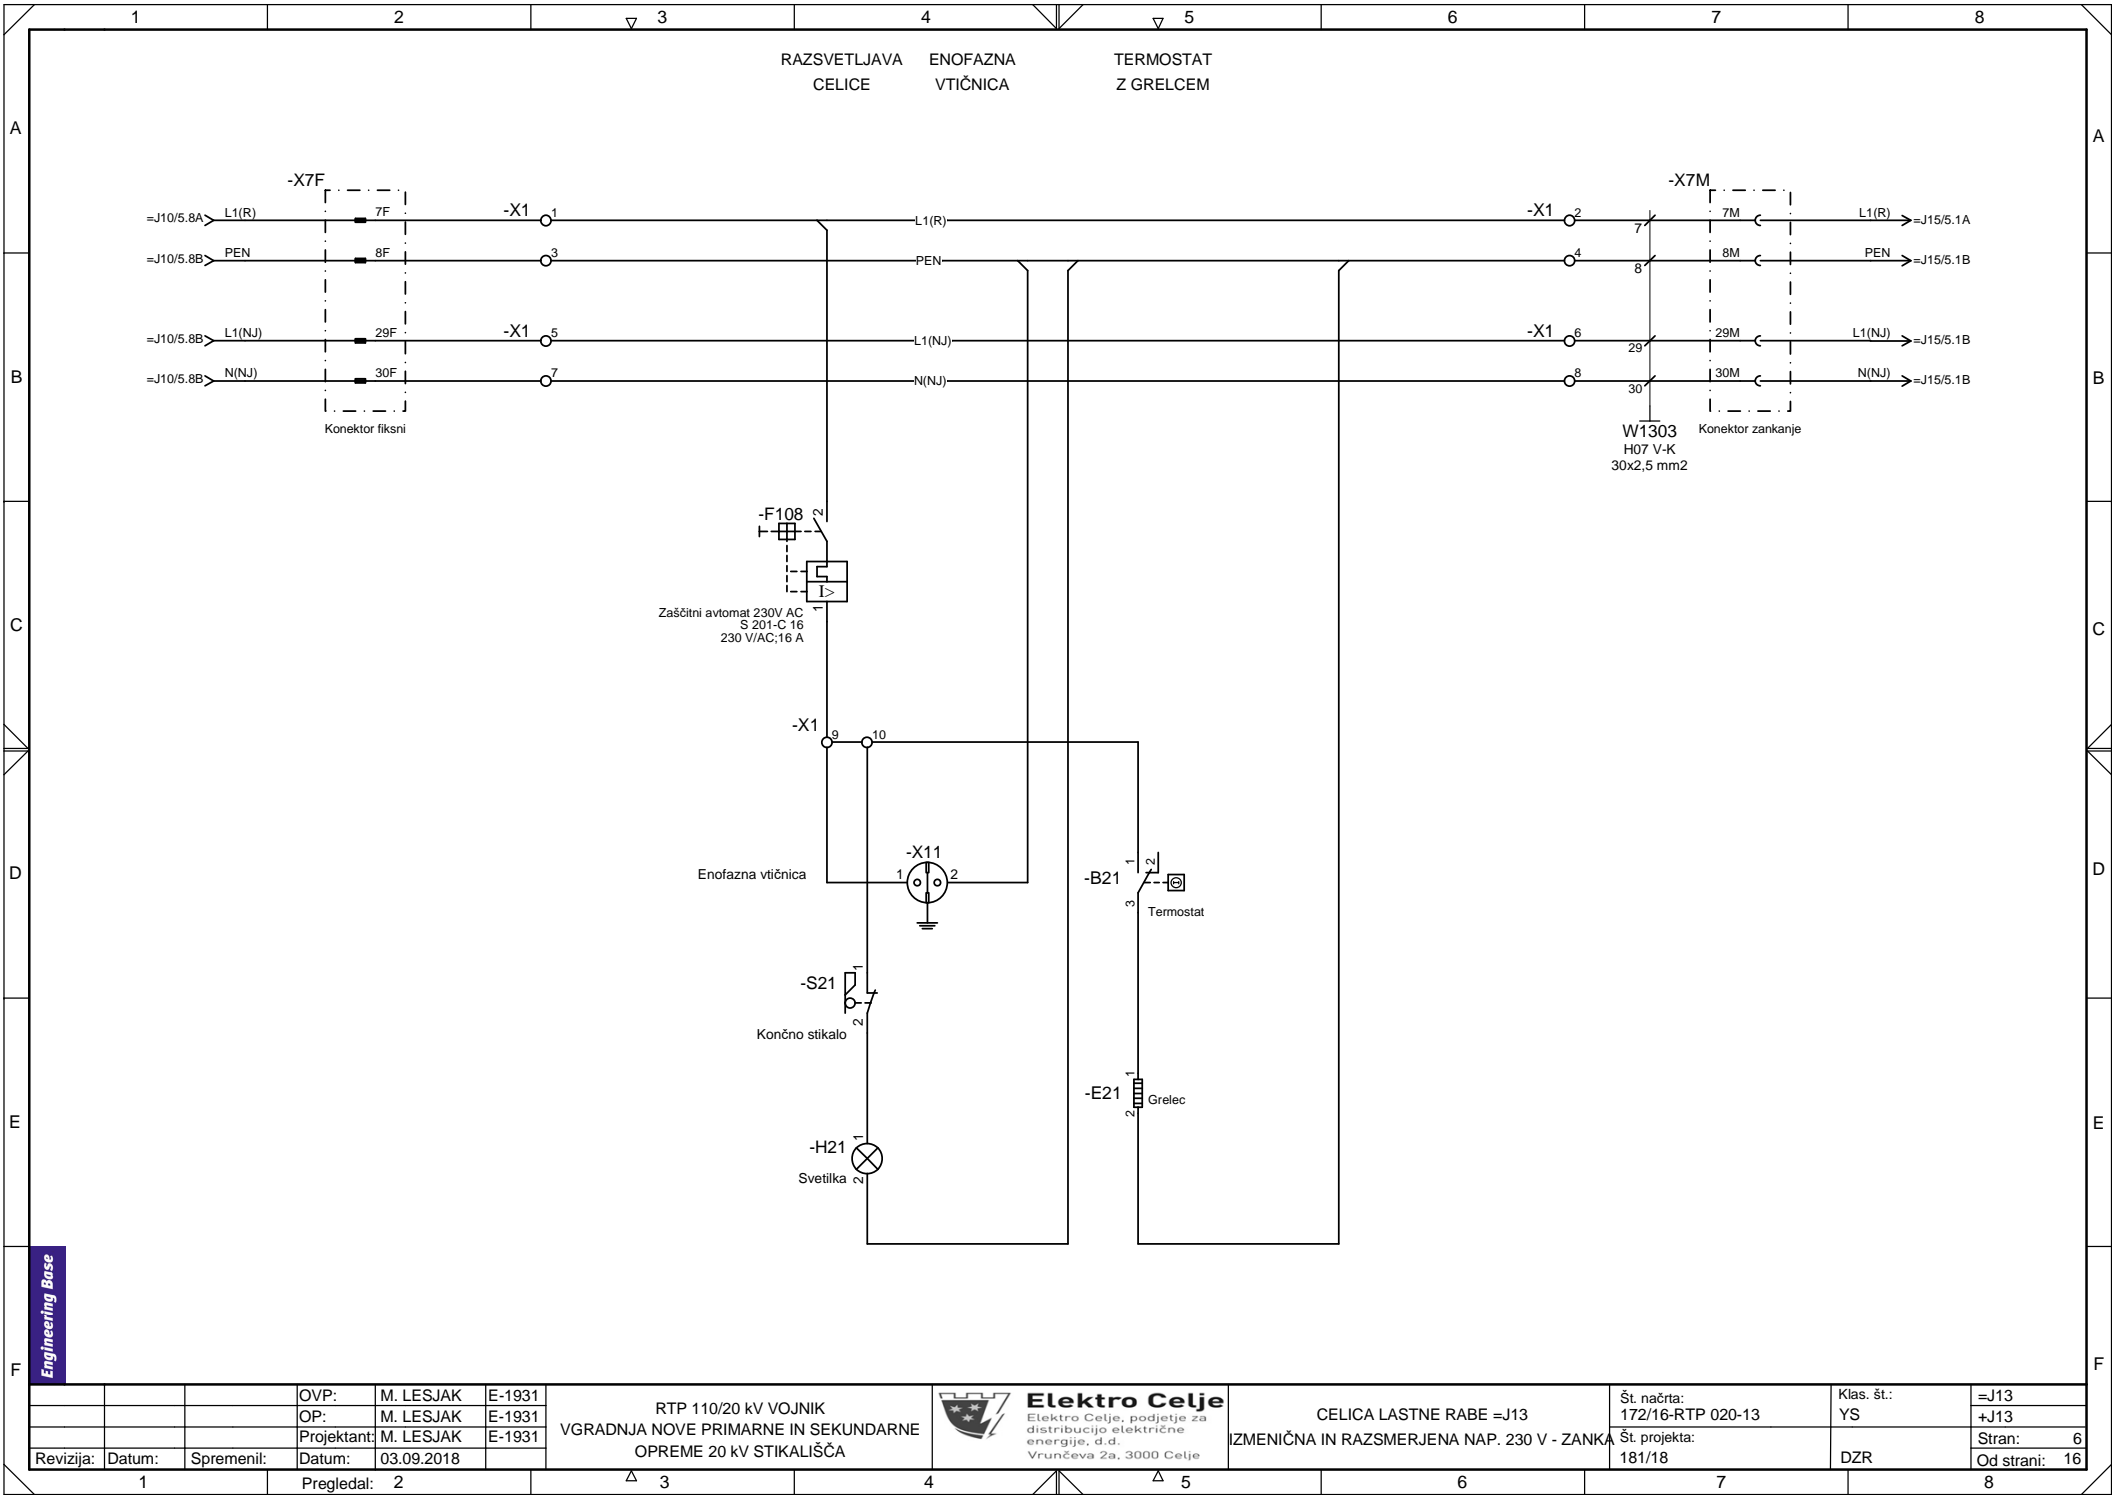 1 2 3 4 5 6 7 8
RAZSVETLJAVA ENOFAZNA TERMOSTAT
CELICE VTIČNICA Z GRELCEM
A A
-X7F -X7M
=J10/5.8A L1(R) 7F -X1 1 L1(R) -X1 2 7 7M L1(R) =J15/5.1A
=J10/5.8B PEN 8F 3 PEN 4 8 8M PEN =J15/5.1B
=J10/5.8B L1(NJ) 29F -X1 5 L1(NJ) -X1 6 29 29M L1(NJ) =J15/5.1B
=J10/5.8B N(NJ) 30F 7 N(NJ) 8 30 30M N(NJ) =J15/5.1B
B B
Konektor fiksni Konektor zankanje
W1303
H07 V-K
30x2,5 mm2
-F108 2
I>
1
Zaščitni avtomat 230V AC
S 201-C 16
230 V/AC;16 A
C C
-X1 9 10
-X11
Enofazna vtičnica 1 2
-B21 1 2
3
Termostat
D D
-S21 1
2
Končno stikalo
-E21 1
2
Grelec
E E
-H21 1
Svetilka 2
Engineering Base
F F
OVP: M. LESJAK E-1931
OP: M. LESJAK E-1931
Projektant: M. LESJAK E-1931
Revizija: Datum: Spremenil: Datum: 03.09.2018
RTP 110/20 kV VOJNIK
VGRADNJA NOVE PRIMARNE IN SEKUNDARNE
OPREME 20 kV STIKALIŠČA
Elektro Celje
Elektro Celje, podjetje za
distribucijo električne
energije, d.d.
Vrunčeva 2a, 3000 Celje
CELICA LASTNE RABE =J13
IZMENIČNA IN RAZSMERJENA NAP. 230 V - ZANKA
Št. načrta:
172/16-RTP 020-13
Št. projekta:
181/18
Klas. št.:
YS
DZR
=J13
+J13
Stran: 6
Od strani: 16
Pregledal:
1 2 3 4 5 6 7 8